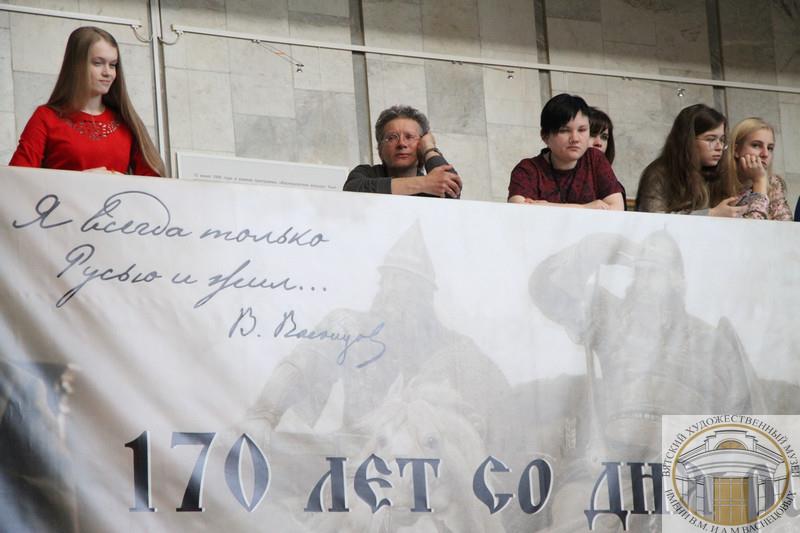 Я всегда только
Русью и жил...
В. Васнецов
170 ЛЕТ СО ДН
ВЯТСКИЙ ХУДОЖЕСТВЕННЫЙ МУЗЕЙ
ИМЕНИ В.М. И А.М. ВАСНЕЦОВЫХ